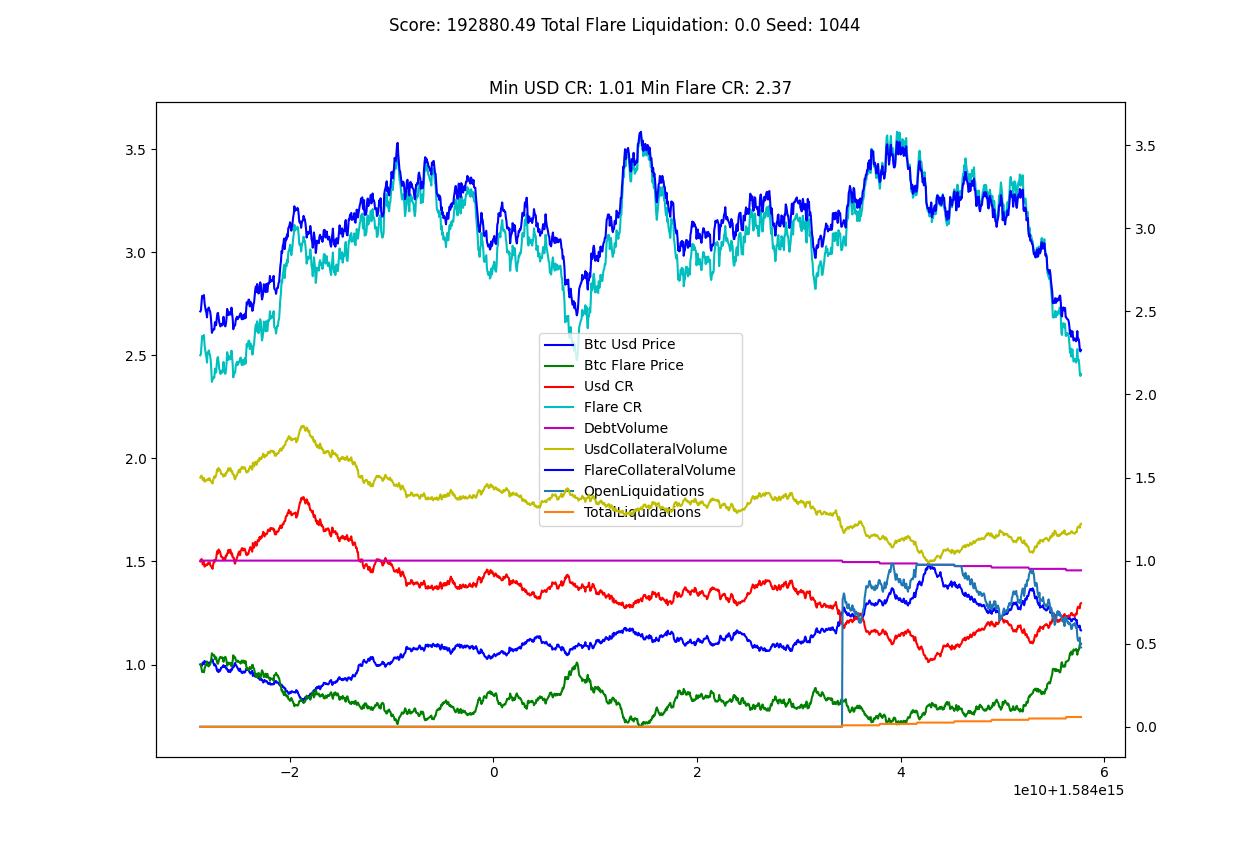 Score: 192880.49 Total Flare Liquidation: 0.0 Seed: 1044
Min USD CR: 1.01 Min Flare CR: 2.37
3.5
3.0
2.5
2.0
1.5
1.0
3.5
3.0
2.5
2.0
1.5
1.0
0.5
0.0
Btc Usd Price
Btc Flare Price
Usd CR
Flare CR
DebtVolume
UsdCollateralVolume
FlareCollateralVolume
OpenLiquidations
TotalLiquidations
−2 0 2 4 6
1e10+1.584e15